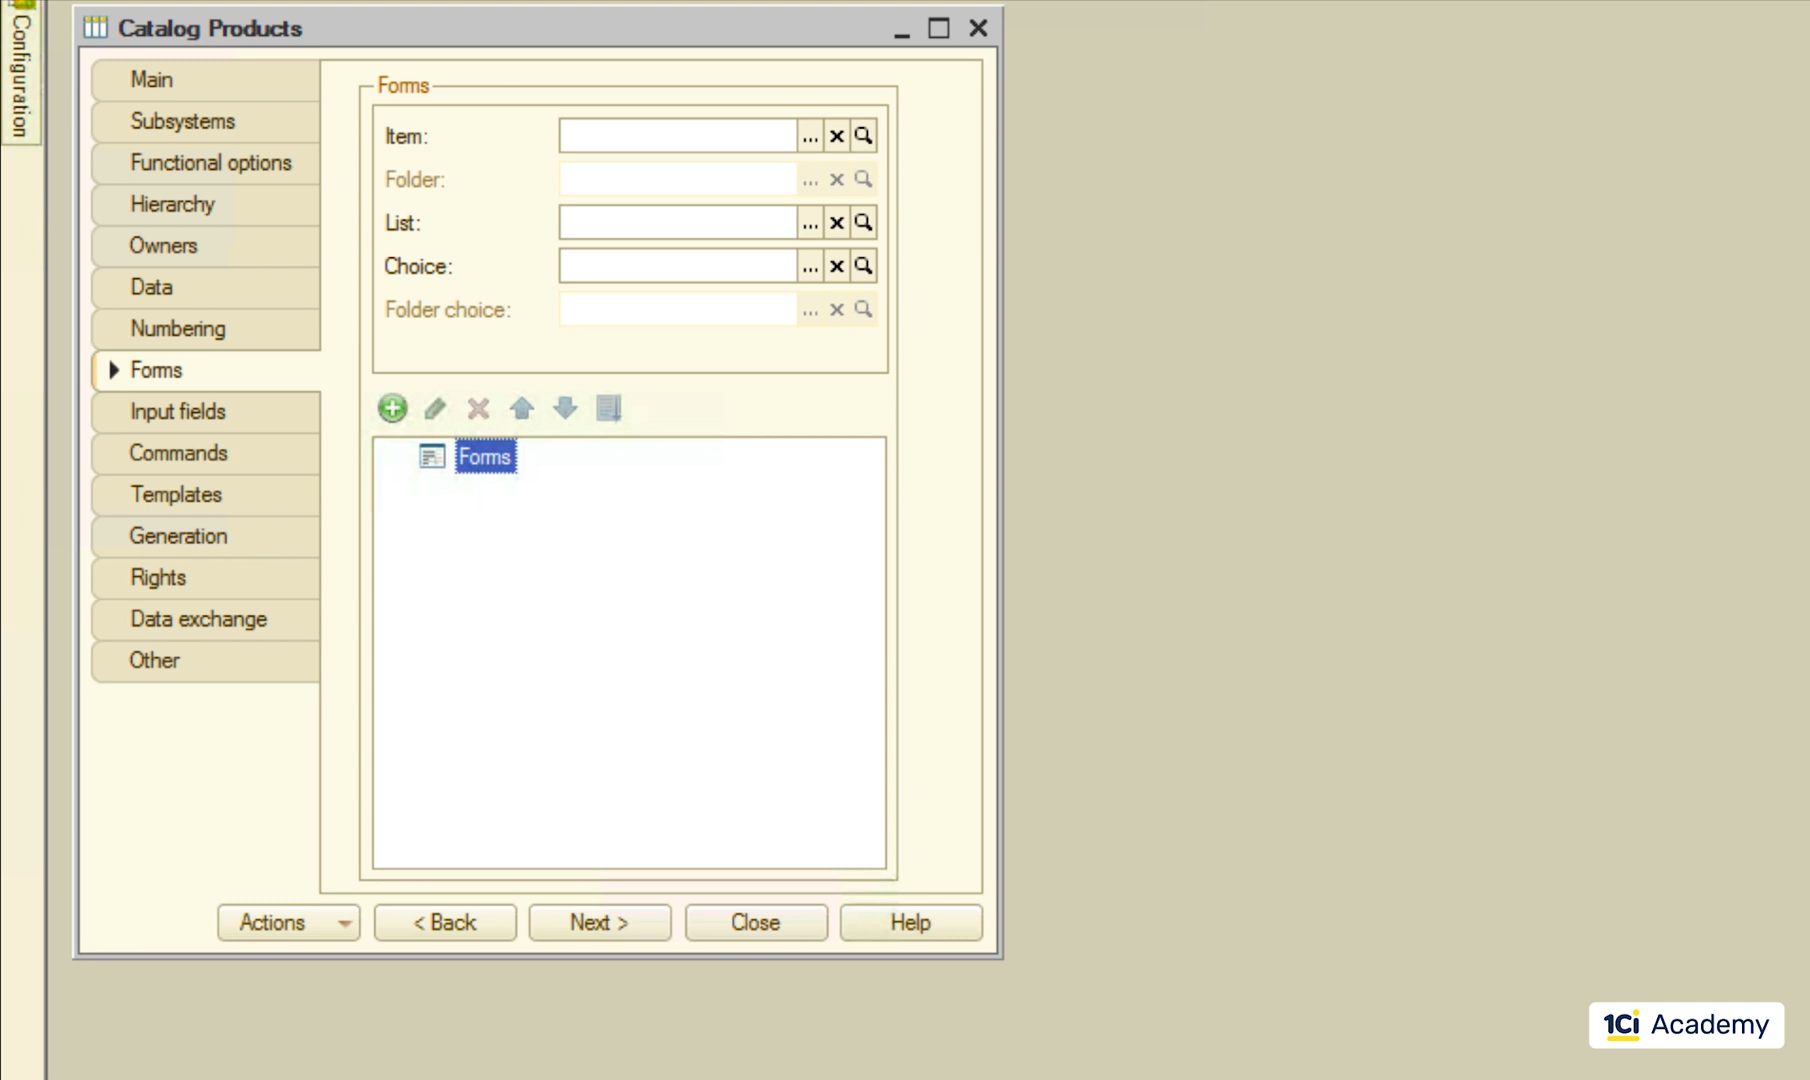 Configuration
Catalog Products
Main
Subsystems
Functional options
Hierarchy
Owners
Data
Numbering
Forms
Input fields
Commands
Templates
Generation
Rights
Data exchange
Other
Forms
Item:
Folder:
List:
Choice:
Folder choice:
Forms
Actions
< Back
Next >
Close
Help
1Ci Academy